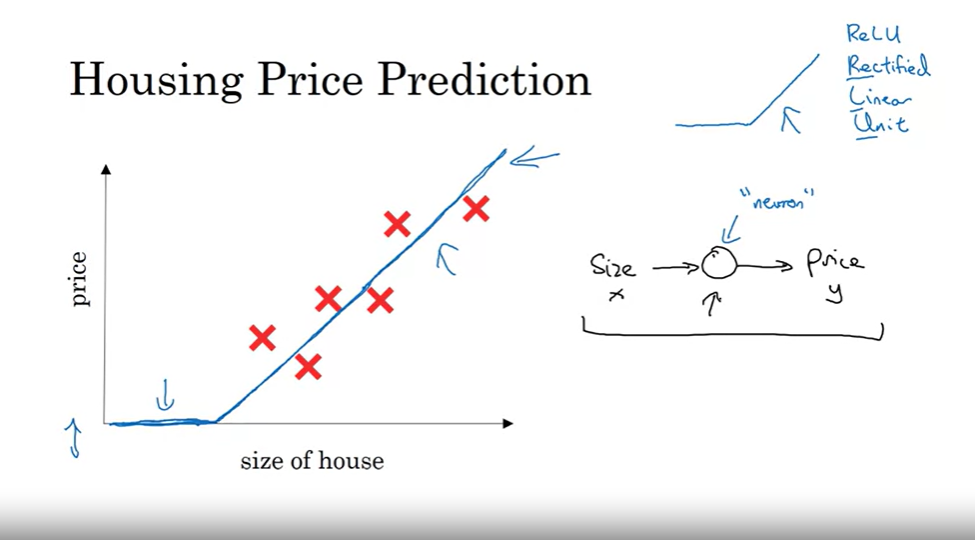 Housing Price Prediction
ReLU
Rectified
Linear
Unit
price
size of house
"neuron"
Size
x
Price
y